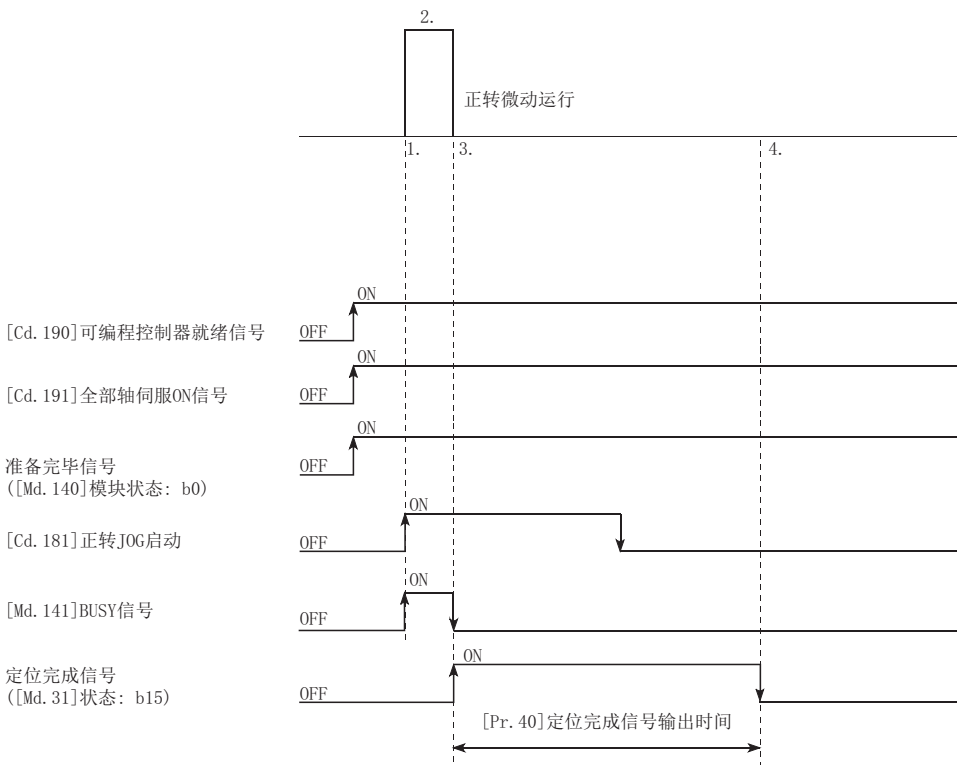 2.
正转微动运行
1.
3.
4.
ON
[Cd.190]可编程控制器就绪信号
OFF
ON
[Cd.191]全部轴伺服ON信号
OFF
ON
准备完毕信号
([Md.140]模块状态: b0)
OFF
ON
[Cd.181]正转JOG启动
OFF
ON
[Md.141]BUSY信号
OFF
ON
定位完成信号
([Md.31]状态: b15)
OFF
[Pr.40]定位完成信号输出时间